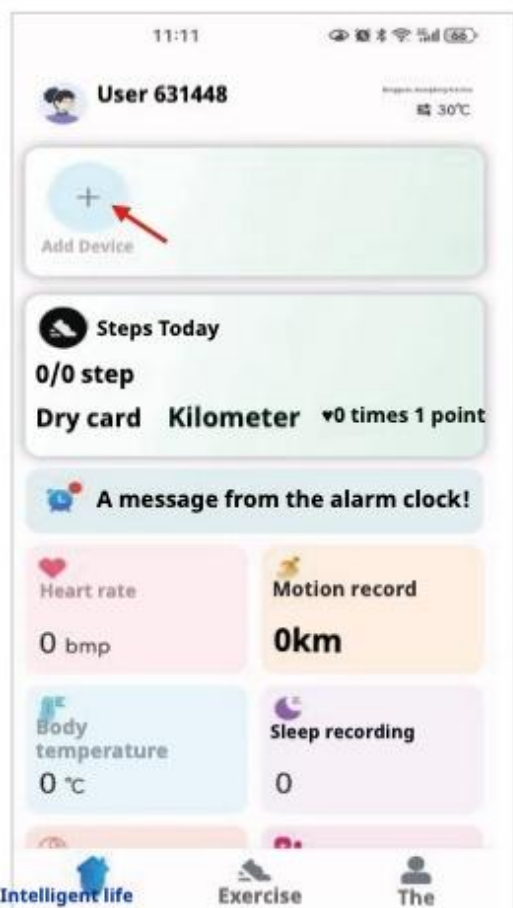 11:11 66
User 631448
30℃
+
Add Device
Steps Today
0/0 step
Dry card Kilometer ♥0 times 1 point
A message from the alarm clock!
Heart rate
Motion record
0 bmp
0km
Body
temperature
Sleep recording
0 ℃
0
Intelligent life
Exercise
The